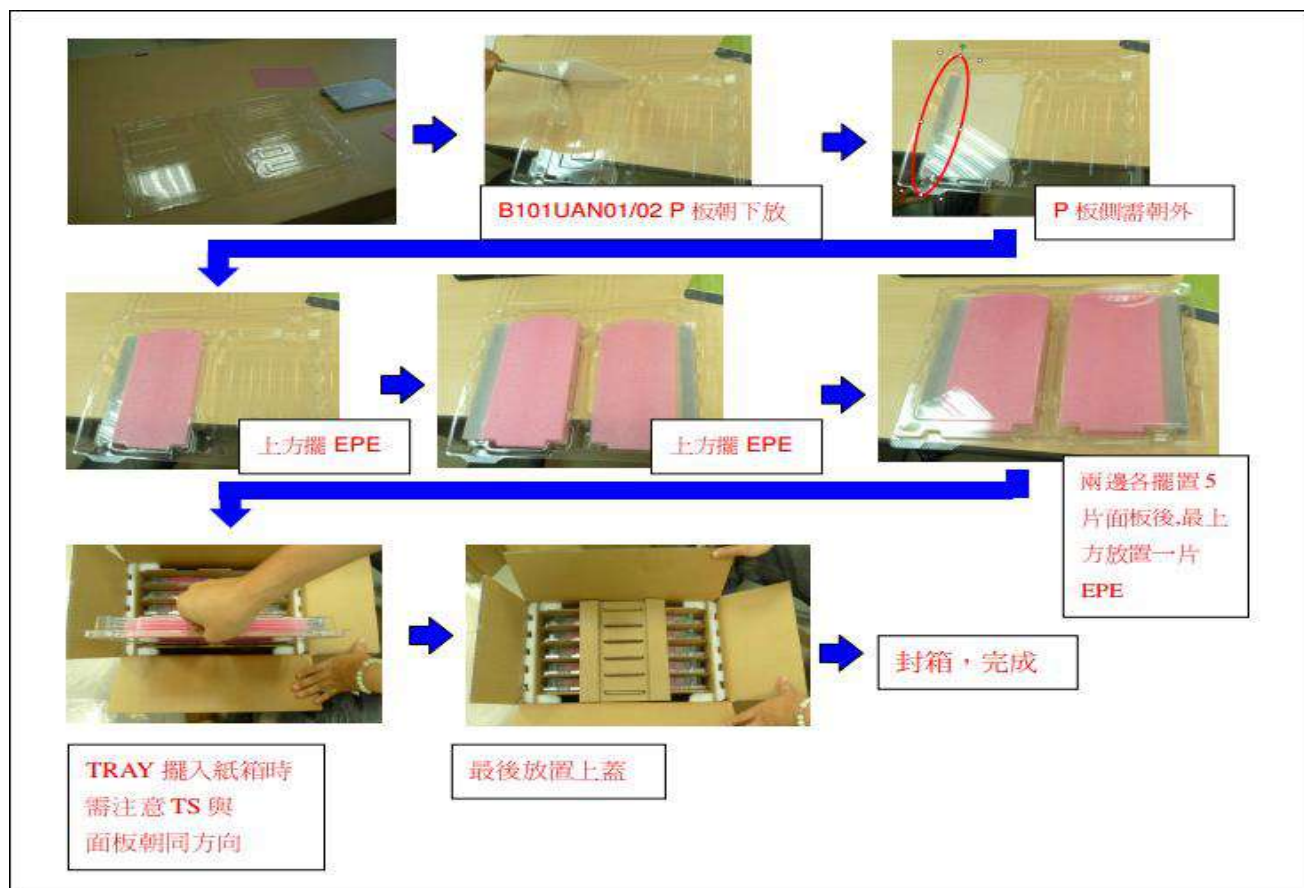 B101UAN01/02 P 板朝下放
P 板側需朝外
上方擺 EPE
上方擺 EPE
兩邊各擺置 5
片面板後,最上
方放置一片
EPE
TRAY 擺入紙箱時
需注意 TS 與
面板朝同方向
最後放置上蓋
封箱，完成